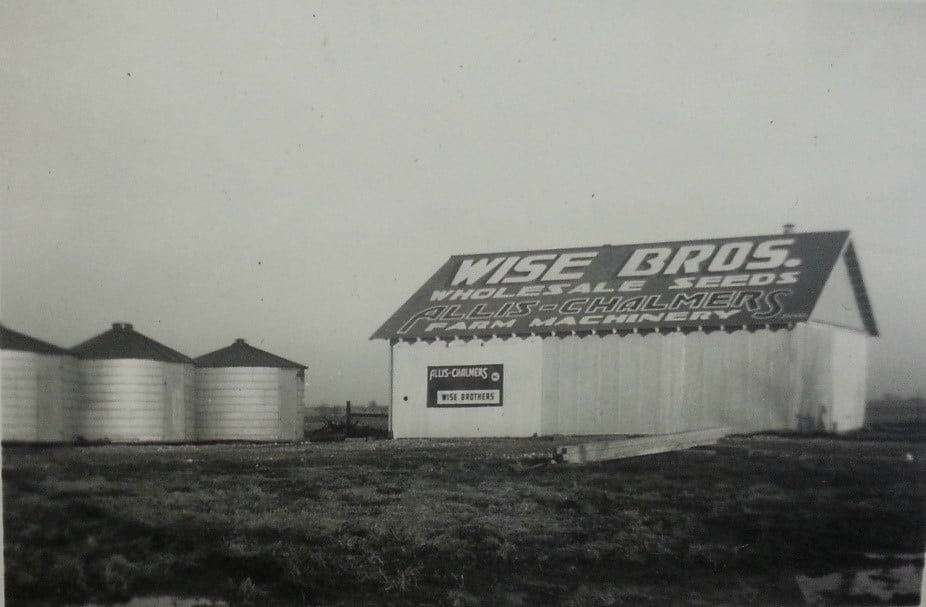 WISE BROS.
WHOLESALE SEEDS
ALLIS-CHALMERS
FARM MACHINERY
ALLIS-CHALMERS
WISE BROTHERS